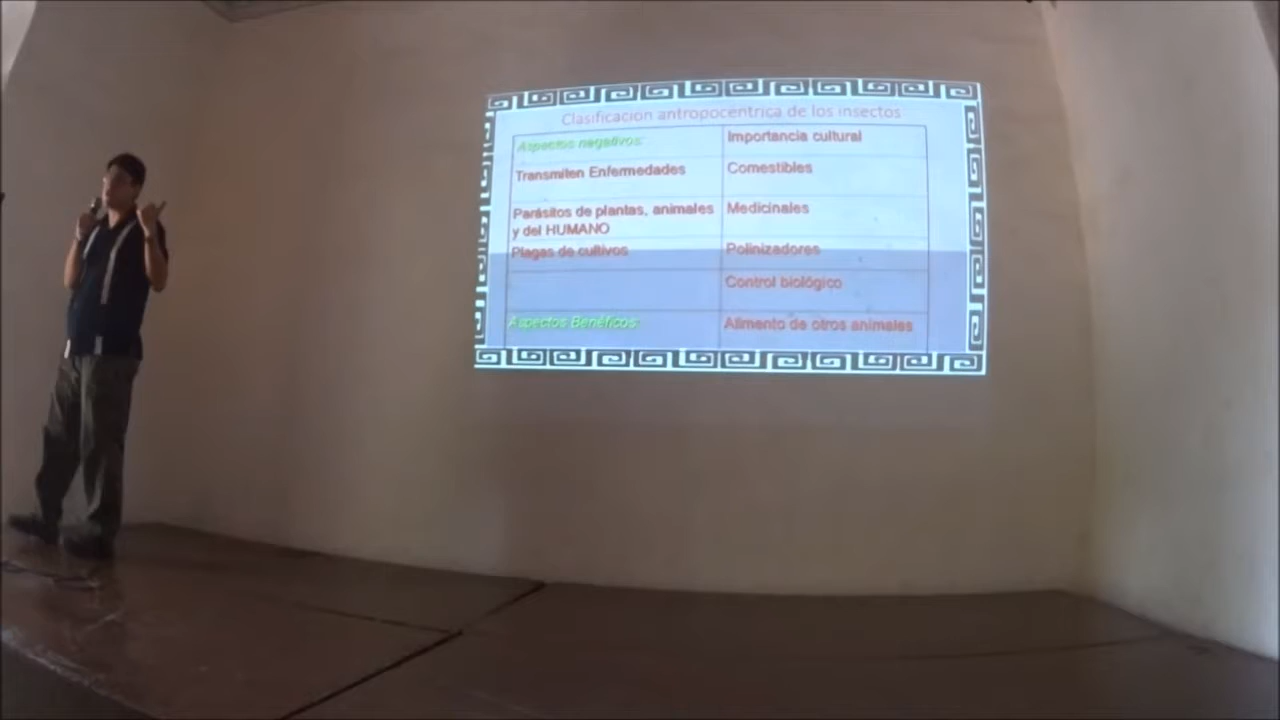 Clasificacion antropocentrica de los insectos
Aspectos negativos:
Importancia cultural
Transmiten Enfermedades
Comestibles
Parásitos de plantas, animales
y del HUMANO
Medicinales
Plagas de cultivos
Polinizadores
Control biológico
Aspectos Benéficos:
Alimento de otros animales